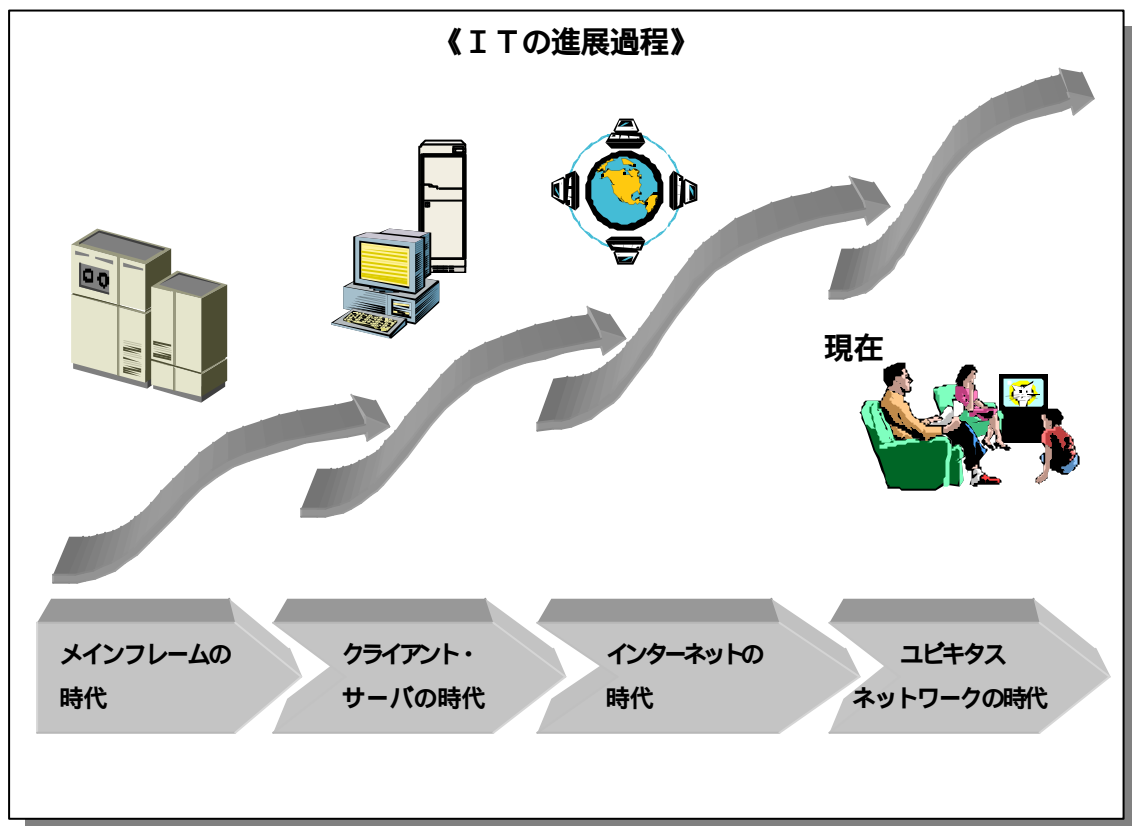 《ＩＴの進展過程》
現在
メインフレームの
時代
クライアント・
サーバの時代
インターネットの
時代
ユビキタス
ネットワークの時代